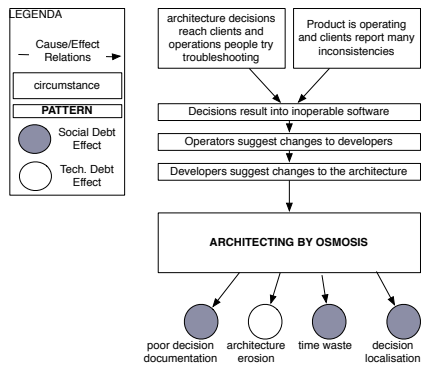 LEGENDA
Cause/Effect
Relations
circumstance
PATTERN
Social Debt
Effect
Tech. Debt
Effect
architecture decisions
reach clients and
operations people try
troubleshooting
Product is operating
and clients report many
inconsistencies
Decisions result into inoperable software
Operators suggest changes to developers
Developers suggest changes to the architecture
ARCHITECTING BY OSMOSIS
poor decision
documentation
architecture
erosion
time waste
decision
localisation